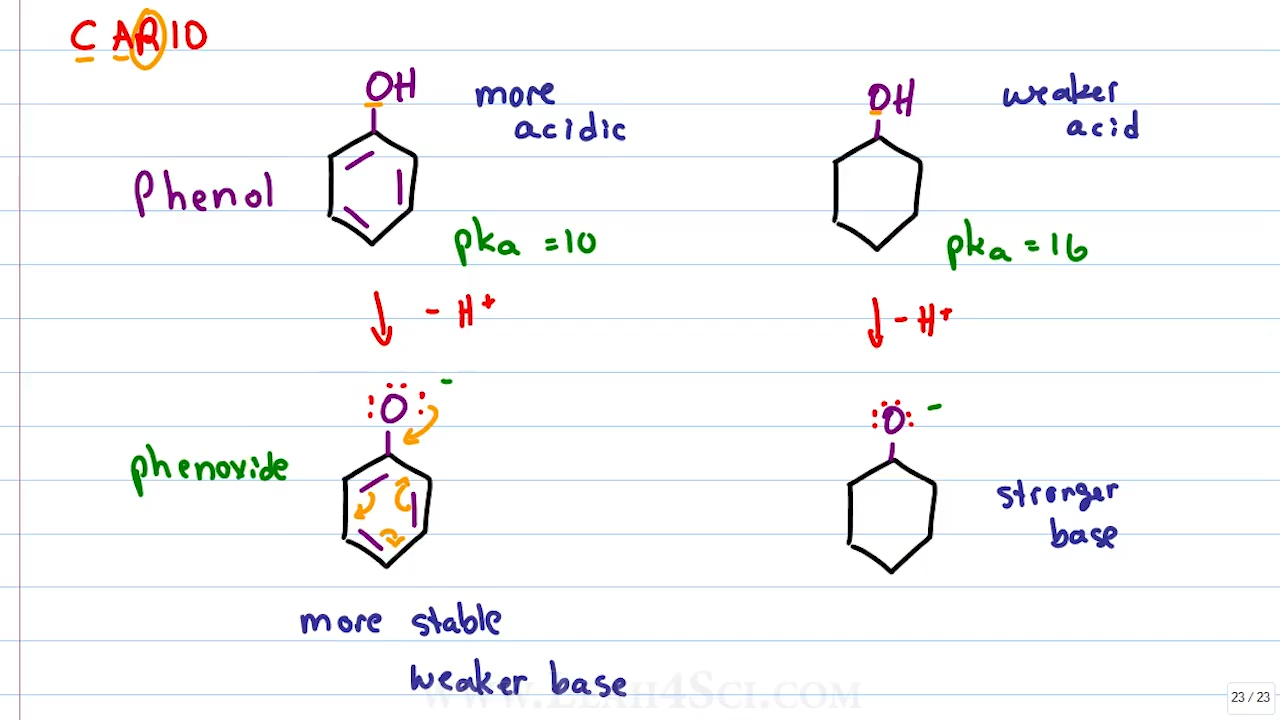 CARIO
OH
more
acidic
OH
weaker
acid
Phenol
pka =10
pka =16
- H+
- H+
:O: -
:O: -
phenoxide
stronger
base
more stable
weaker base
www.Leah4Sci.com
23 / 23